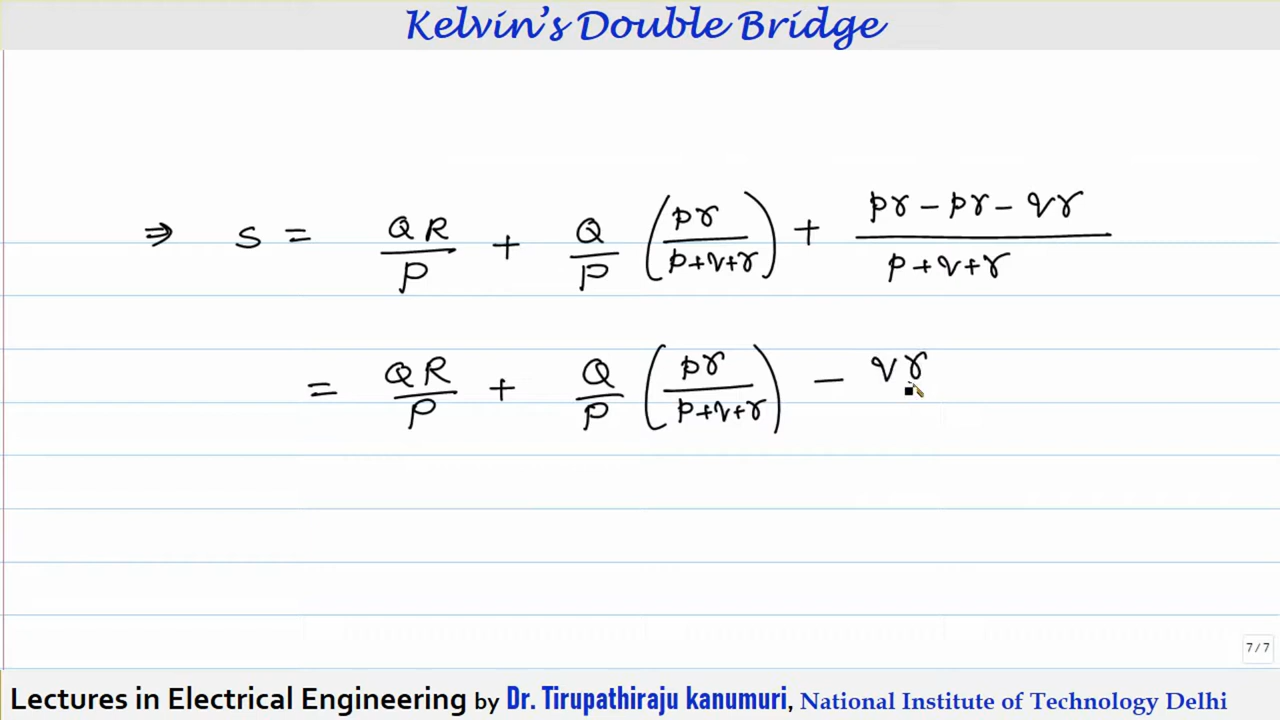 Kelvin's Double Bridge
⇒ S = QR/P + Q/P (pr/(p+q+r)) + (pr - pr - qr)/(p+q+r)
= QR/P + Q/P (pr/(p+q+r)) - qr
7/7
Lectures in Electrical Engineering by Dr. Tirupathiraju kanumuri, National Institute of Technology Delhi